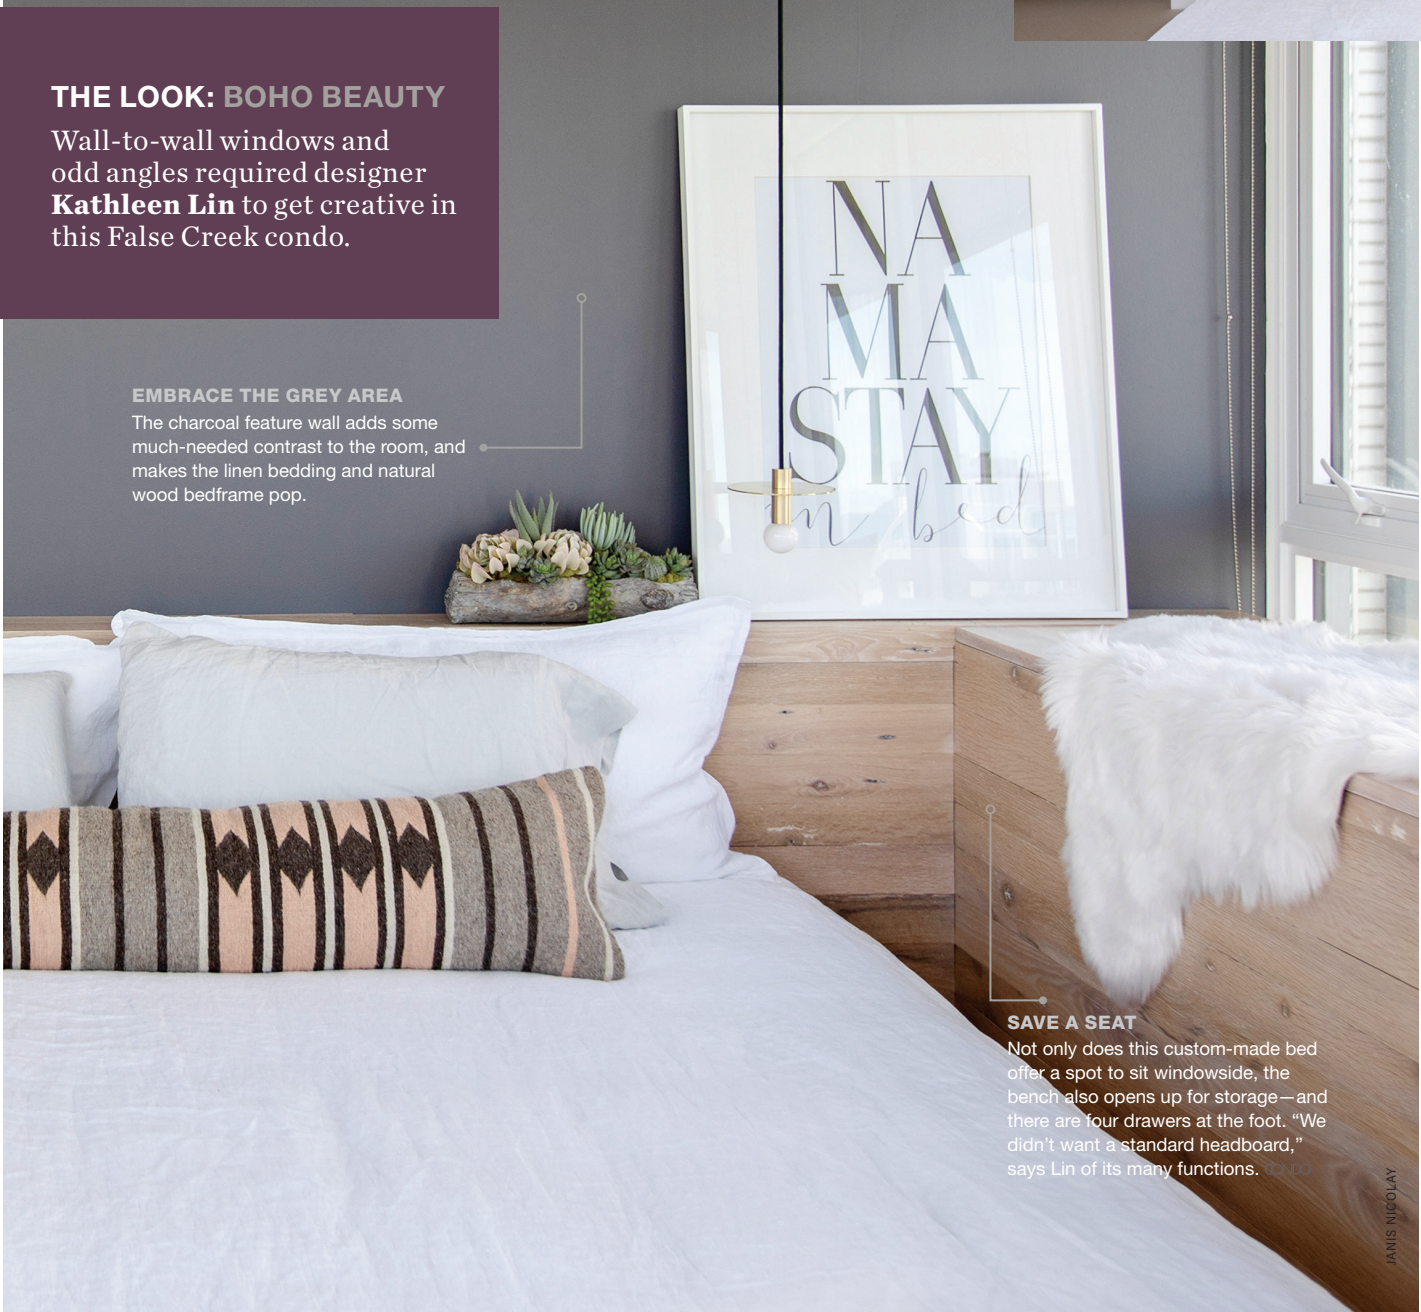 THE LOOK: BOHO BEAUTY
Wall-to-wall windows and
odd angles required designer
Kathleen Lin to get creative in
this False Creek condo.
EMBRACE THE GREY AREA
The charcoal feature wall adds some
much-needed contrast to the room, and
makes the linen bedding and natural
wood bedframe pop.
NA
MA
STAY
in bed
SAVE A SEAT
Not only does this custom-made bed
offer a spot to sit windowside, the
bench also opens up for storage—and
there are four drawers at the foot. “We
didn’t want a standard headboard,”
says Lin of its many functions.
JANIS NICOLAY